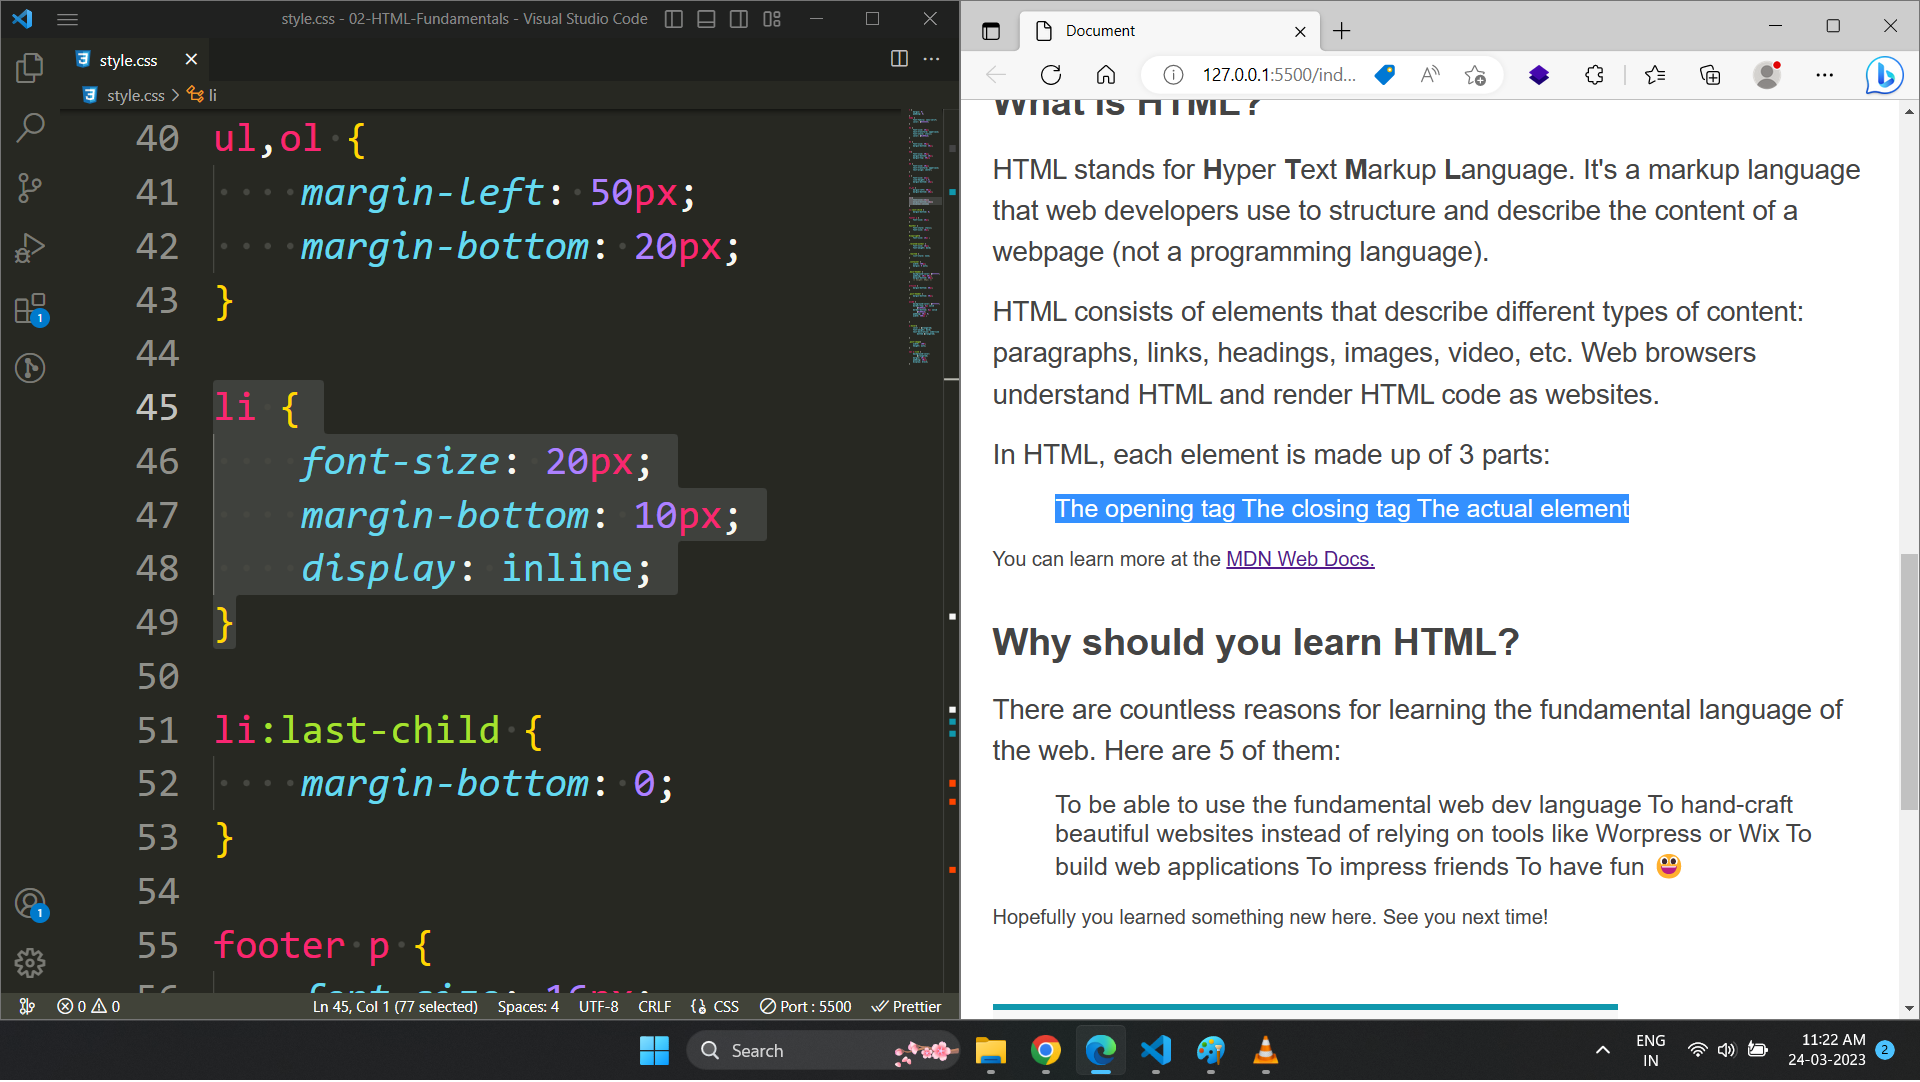 style.css - 02-HTML-Fundamentals - Visual Studio Code
style.css
style.css > li
40 ul,ol {
41 margin-left: 50px;
42 margin-bottom: 20px;
43 }
44
45 li {
46 font-size: 20px;
47 margin-bottom: 10px;
48 display: inline;
49 }
50
51 li:last-child {
52 margin-bottom: 0;
53 }
54
55 footer p {
56 font-size: 16px;
1
1
0 0
Ln 45, Col 1 (77 selected)
Spaces: 4
UTF-8
CRLF
{} CSS
Port : 5500
Prettier
Document
127.0.0.1:5500/ind...
What is HTML?
HTML stands for Hyper Text Markup Language. It's a markup language
that web developers use to structure and describe the content of a
webpage (not a programming language).
HTML consists of elements that describe different types of content:
paragraphs, links, headings, images, video, etc. Web browsers
understand HTML and render HTML code as websites.
In HTML, each element is made up of 3 parts:
The opening tag The closing tag The actual element
You can learn more at the MDN Web Docs.
Why should you learn HTML?
There are countless reasons for learning the fundamental language of
the web. Here are 5 of them:
To be able to use the fundamental web dev language To hand-craft
beautiful websites instead of relying on tools like Worpress or Wix To
build web applications To impress friends To have fun 😃
Hopefully you learned something new here. See you next time!
Search
ENG
IN
11:22 AM
24-03-2023
2